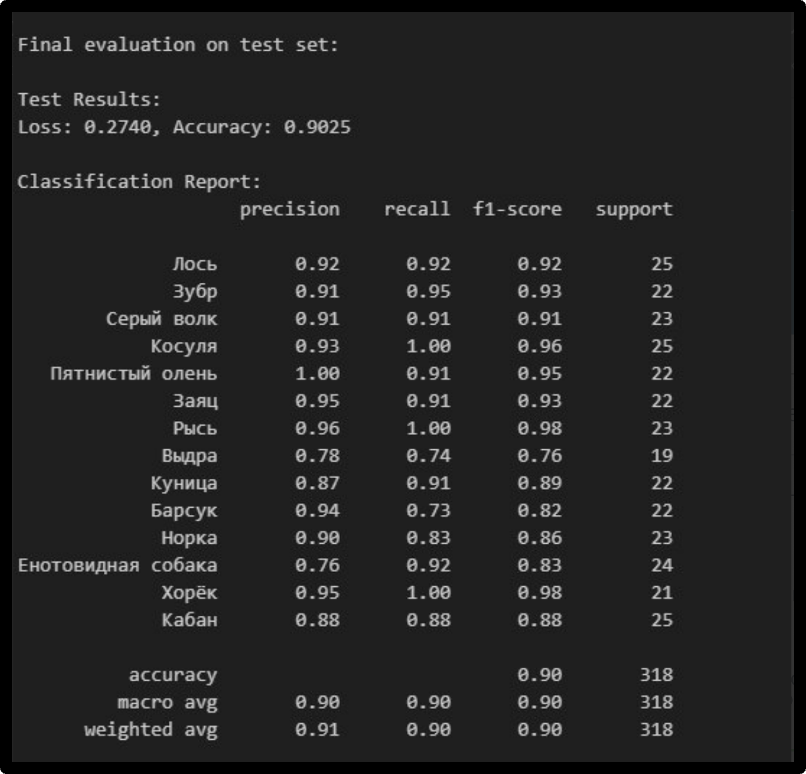 Final evaluation on test set:
Test Results:
Loss: 0.2740, Accuracy: 0.9025
Classification Report:
precision recall f1-score support
Лось 0.92 0.92 0.92 25
Зубр 0.91 0.95 0.93 22
Серый волк 0.91 0.91 0.91 23
Косуля 0.93 1.00 0.96 25
Пятнистый олень 1.00 0.91 0.95 22
Заяц 0.95 0.91 0.93 22
Рысь 0.96 1.00 0.98 23
Выдра 0.78 0.74 0.76 19
Куница 0.87 0.91 0.89 22
Барсук 0.94 0.73 0.82 22
Норка 0.90 0.83 0.86 23
Енотовидная собака 0.76 0.92 0.83 24
Хорёк 0.95 1.00 0.98 21
Кабан 0.88 0.88 0.88 25
accuracy 0.90 318
macro avg 0.90 0.90 0.90 318
weighted avg 0.91 0.90 0.90 318